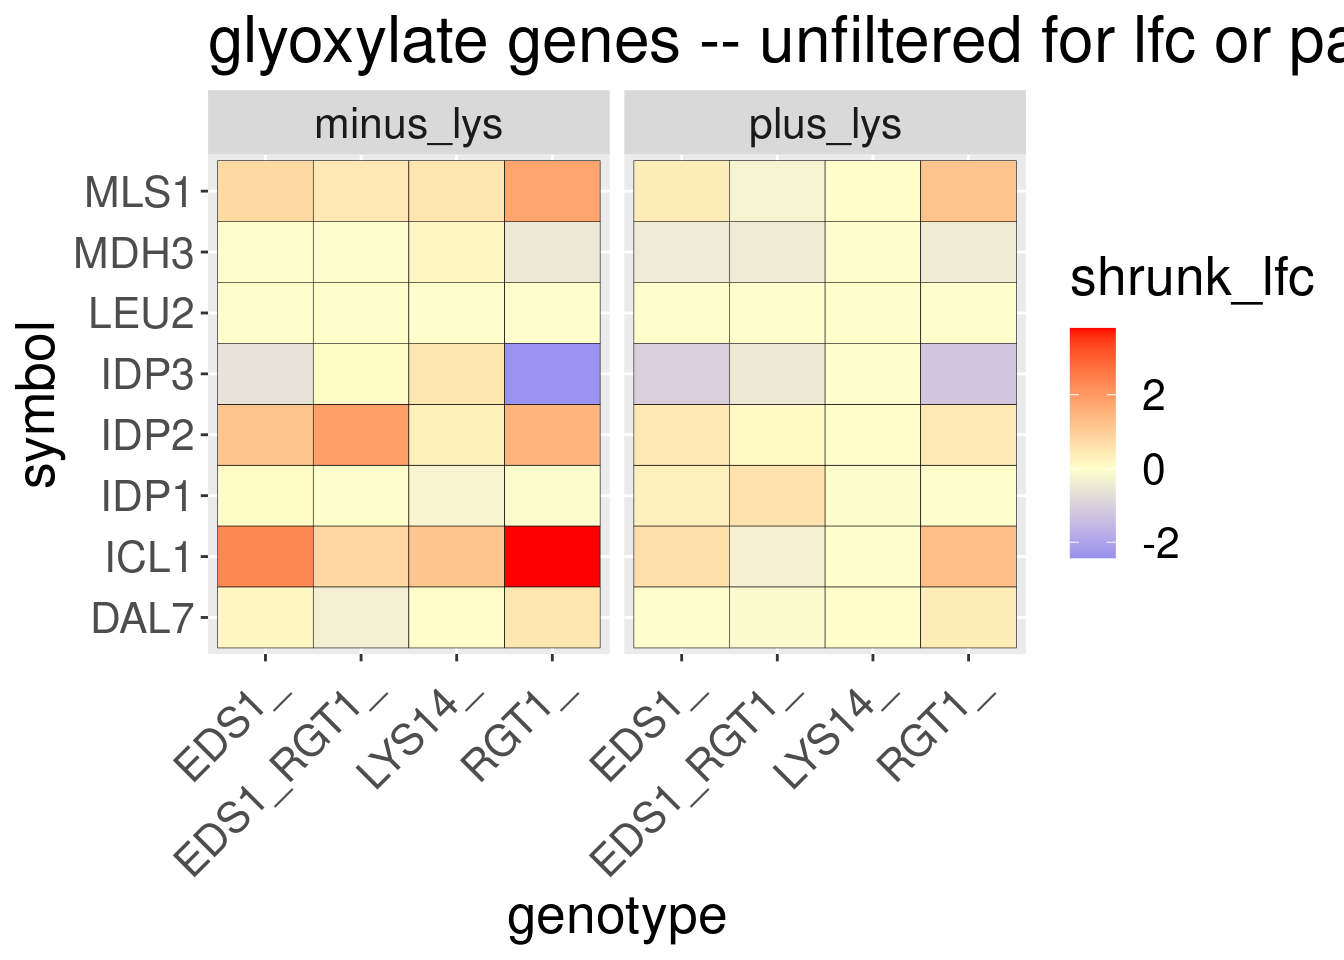 glyoxylate genes -- unfiltered for lfc or pa
minus_lys
plus_lys
symbol
MLS1
MDH3
LEU2
IDP3
IDP2
IDP1
ICL1
DAL7
shrunk_lfc
2
0
-2
EDS1_
EDS1_RGT1_
LYS14_
RGT1_
EDS1_
EDS1_RGT1_
LYS14_
RGT1_
genotype